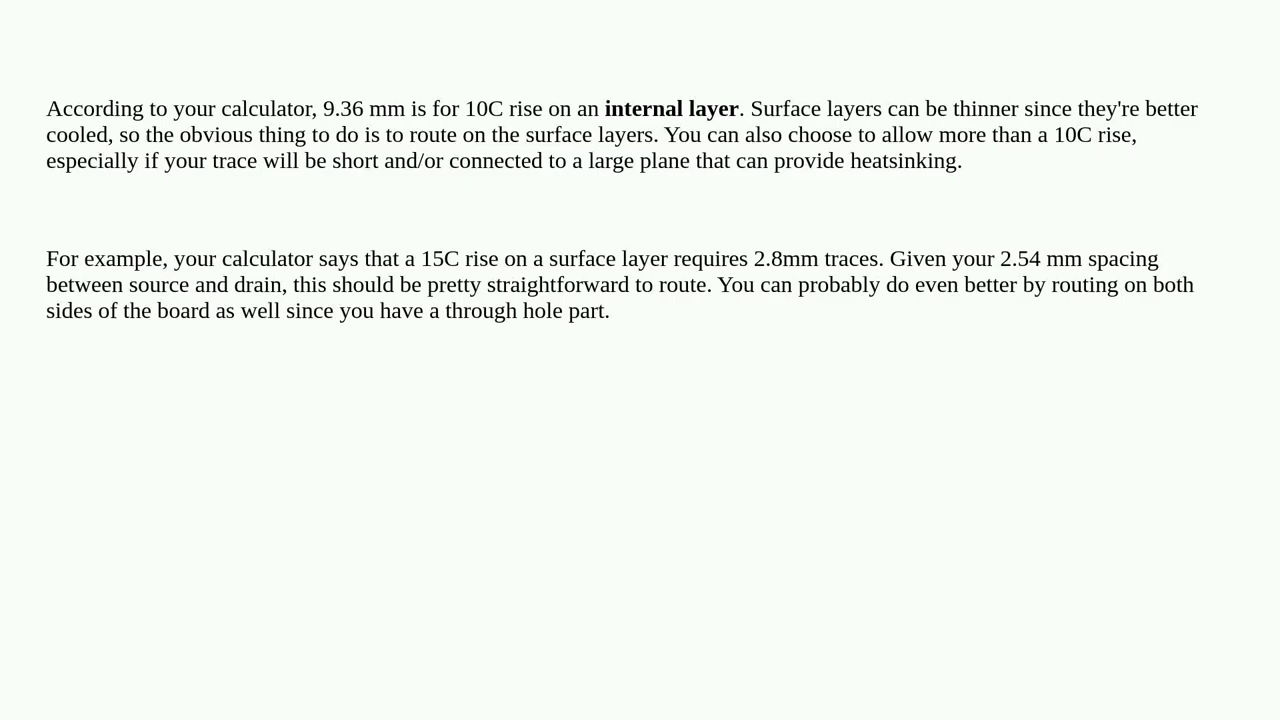 According to your calculator, 9.36 mm is for 10C rise on an internal layer. Surface layers can be thinner since they're better
cooled, so the obvious thing to do is to route on the surface layers. You can also choose to allow more than a 10C rise,
especially if your trace will be short and/or connected to a large plane that can provide heatsinking.
For example, your calculator says that a 15C rise on a surface layer requires 2.8mm traces. Given your 2.54 mm spacing
between source and drain, this should be pretty straightforward to route. You can probably do even better by routing on both
sides of the board as well since you have a through hole part.